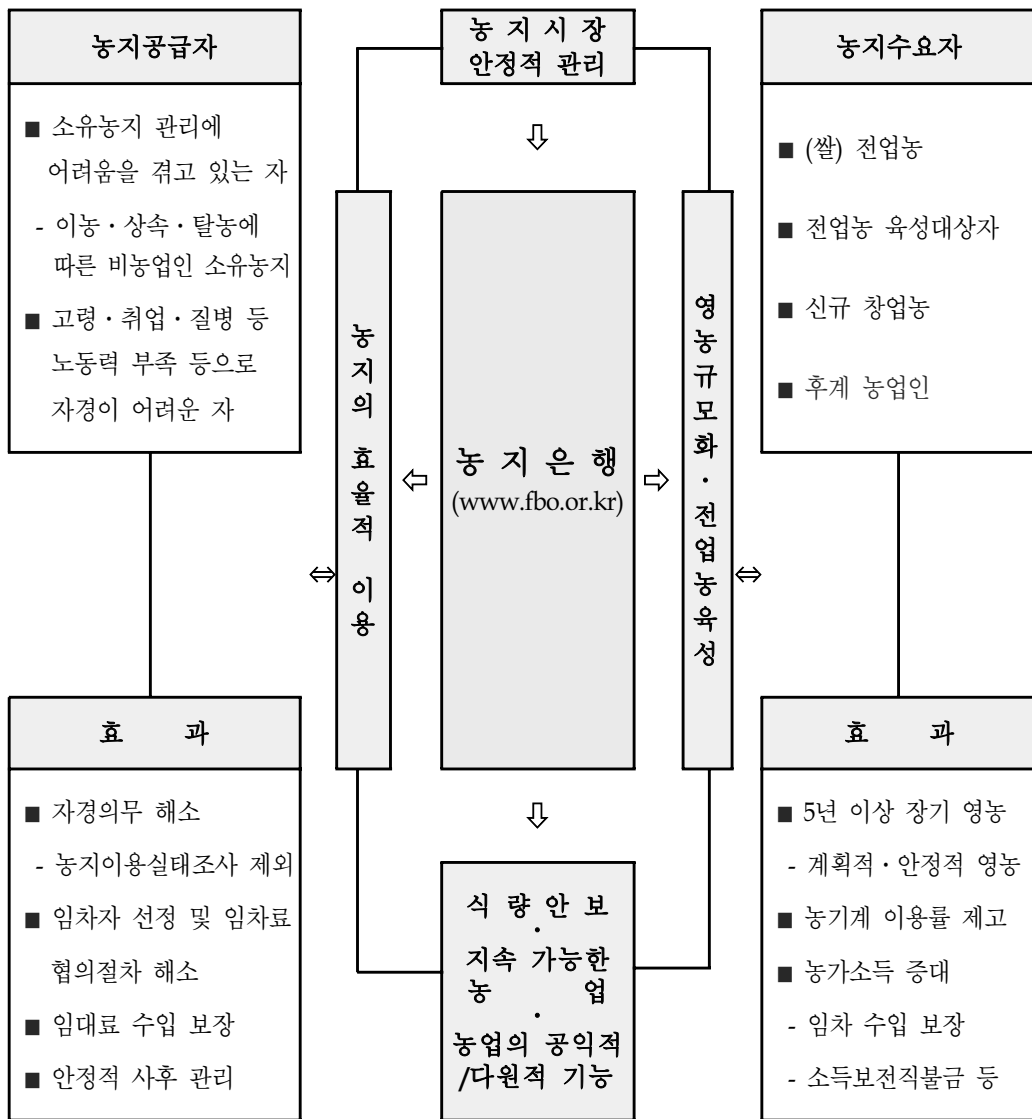 농지공급자
■ 소유농지 관리에
어려움을 겪고 있는 자
- 이농·상속·탈농에
따른 비농업인 소유농지
■ 고령·취업·질병 등
노동력 부족 등으로
자경이 어려운 자
효 과
■ 자경의무 해소
- 농지이용실태조사 제외
■ 임차자 선정 및 임차료
협의절차 해소
■ 임대료 수입 보장
■ 안정적 사후 관리
농지의 효율적 이용
농 지 시 장
안정적 관리
농 지 은 행
(www.fbo.or.kr)
식 량 안 보
·
지속 가능한
농 업
·
농업의 공익적
/다원적 기능
영농규모화·전업농육성
농지수요자
■ (쌀) 전업농
■ 전업농 육성대상자
■ 신규 창업농
■ 후계 농업인
효 과
■ 5년 이상 장기 영농
- 계획적·안정적 영농
■ 농기계 이용률 제고
■ 농가소득 증대
- 임차 수입 보장
- 소득보전직불금 등